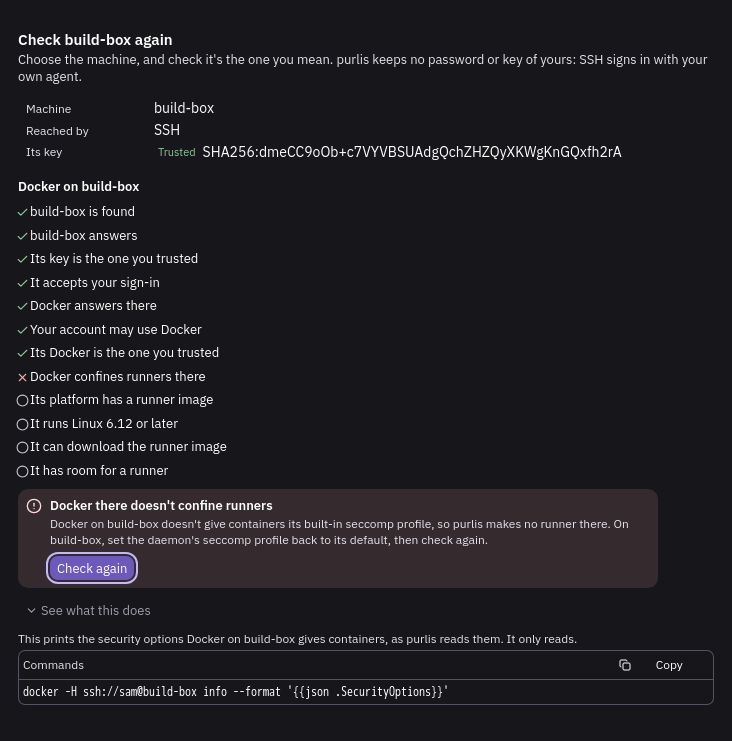 Check build-box again
Choose the machine, and check it's the one you mean. purlis keeps no password or key of yours: SSH signs in with your
own agent.
Machine build-box
Reached by SSH
Its key Trusted SHA256:dmeCC9oOb+c7VYVBSUAdgQchZHZQyXKWgKnGQxfh2rA
Docker on build-box
build-box is found
build-box answers
Its key is the one you trusted
It accepts your sign-in
Docker answers there
Your account may use Docker
Its Docker is the one you trusted
Docker confines runners there
Its platform has a runner image
It runs Linux 6.12 or later
It can download the runner image
It has room for a runner
Docker there doesn't confine runners
Docker on build-box doesn't give containers its built-in seccomp profile, so purlis makes no runner there. On
build-box, set the daemon's seccomp profile back to its default, then check again.
Check again
See what this does
This prints the security options Docker on build-box gives containers, as purlis reads them. It only reads.
Commands Copy
docker -H ssh://sam@build-box info --format '{{json .SecurityOptions}}'